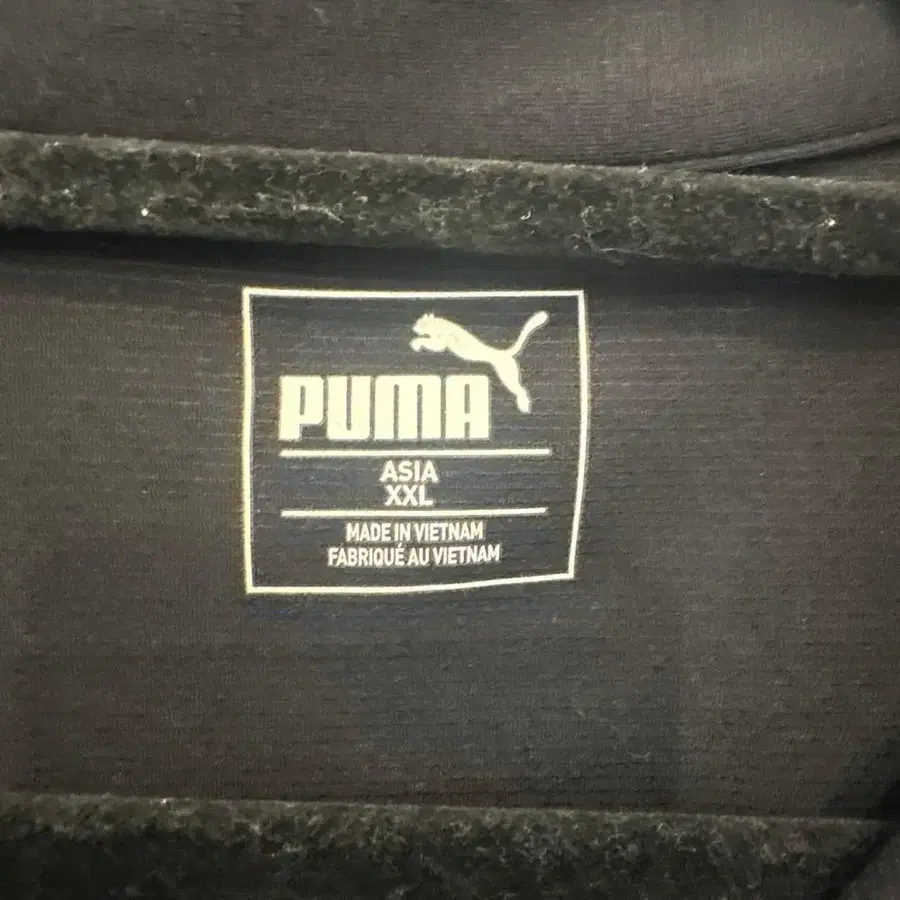 PUMA
ASIA
XXL
MADE IN VIETNAM
FABRIQUÉ AU VIETNAM